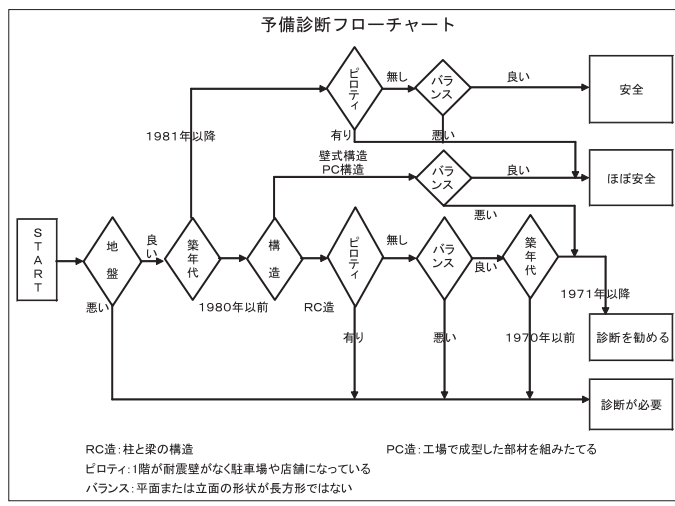 予備診断フローチャート
ピロティ
無し
バランス
良い
安全
1981年以降
有り
悪い
壁式構造
PC構造
バランス
良い
ほぼ安全
悪い
START
地盤
良い
築年代
構造
ピロティ
無し
バランス
良い
築年代
悪い
1980年以前
RC造
1971年以降
有り
悪い
1970年以前
診断を勧める
診断が必要
RC造:柱と梁の構造
PC造:工場で成型した部材を組みたてる
ピロティ:1階が耐震壁がなく駐車場や店舗になっている
バランス:平面または立面の形状が長方形ではない